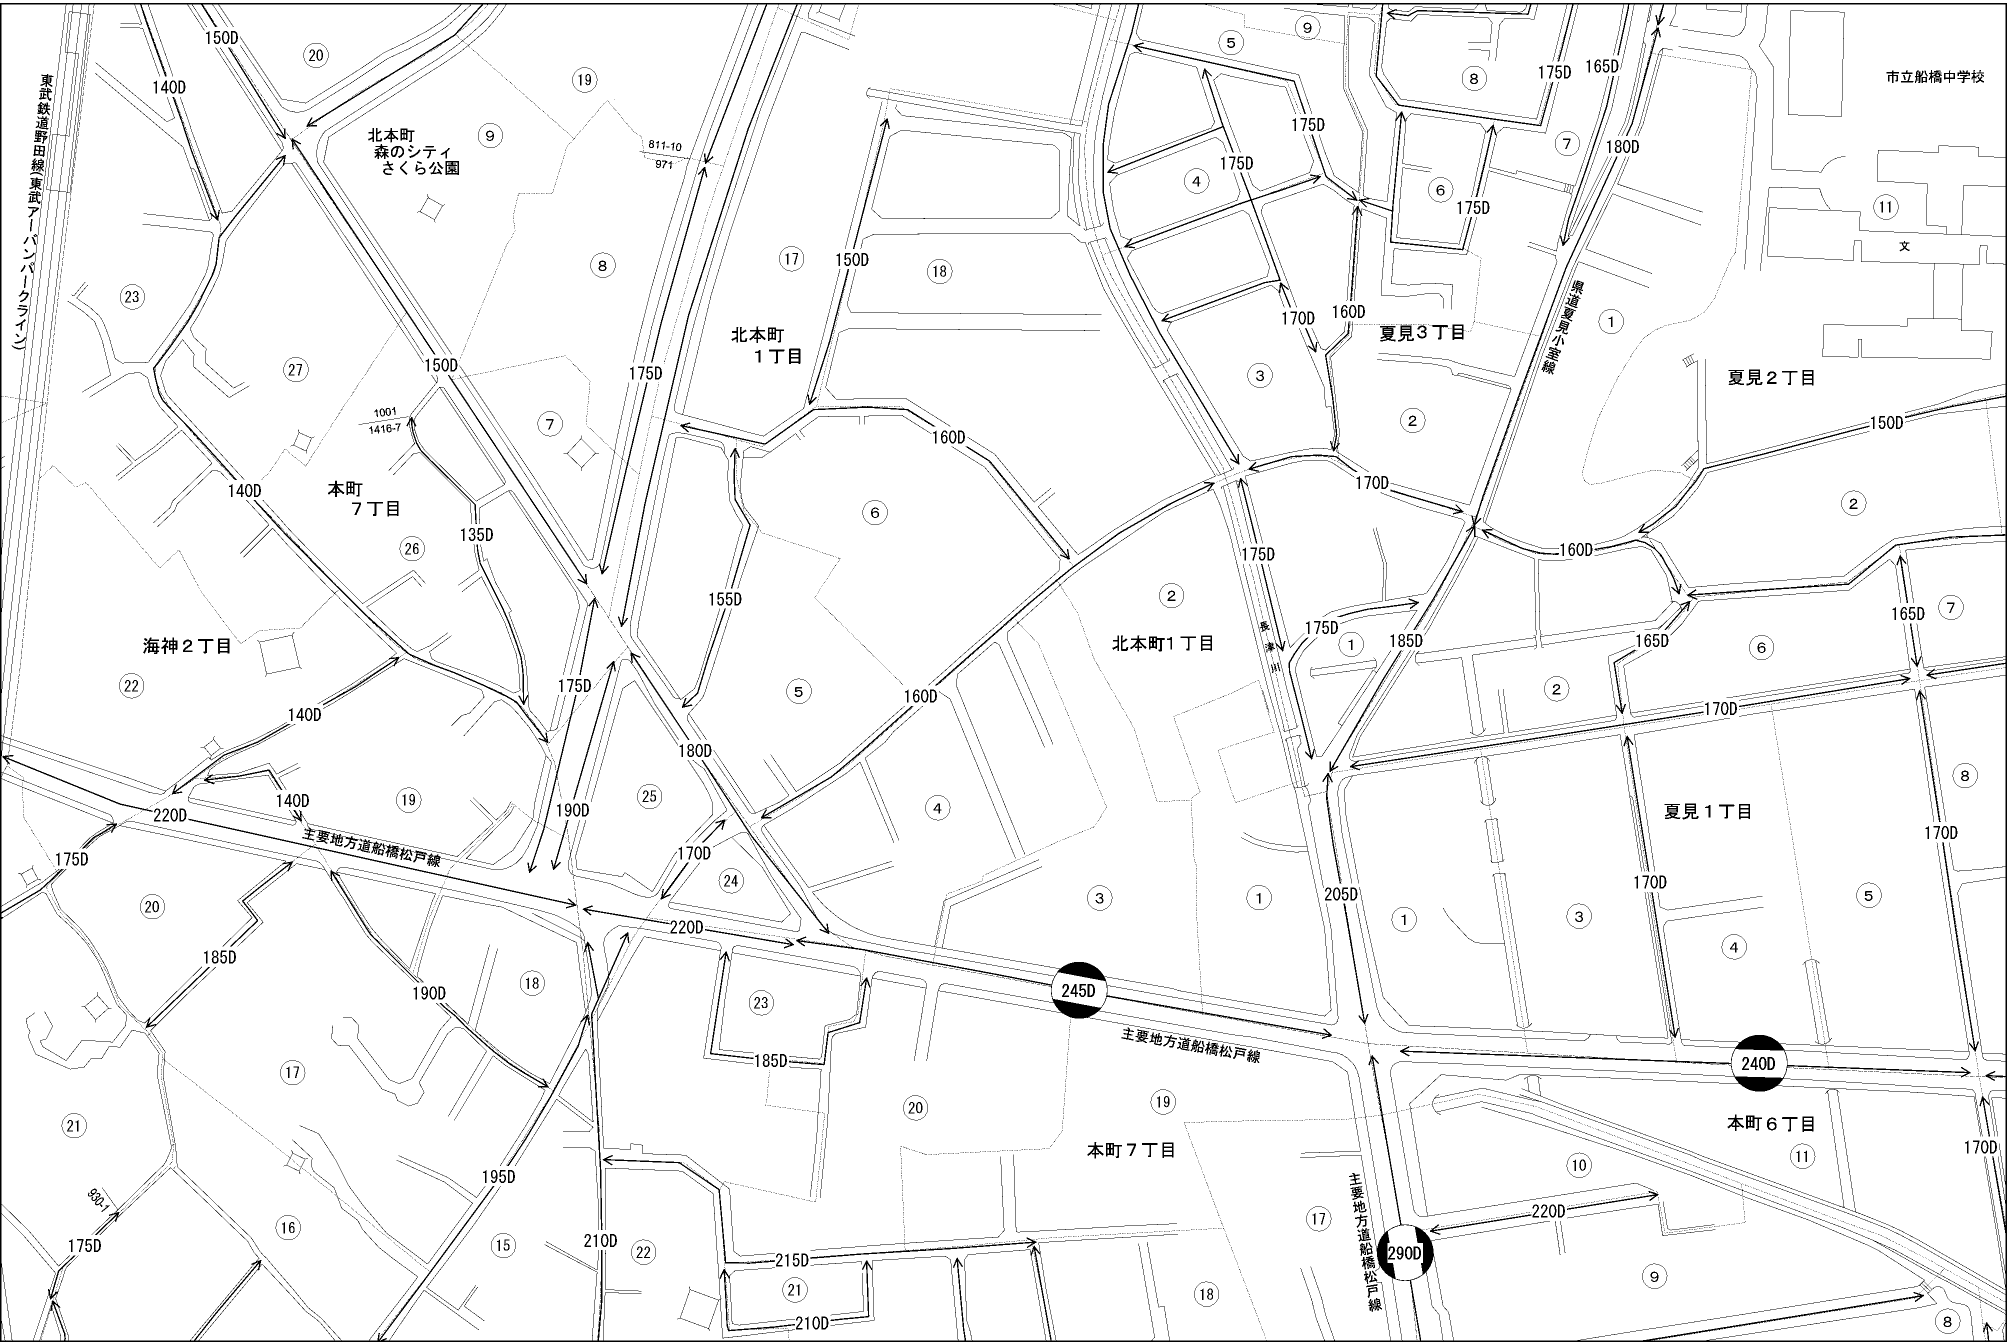 150D
20
140D
19
9
北本町
森のシティ
さくら公園
811-10
971
東武鉄道野田線(東武アーバンパークライン)
5
9
8
175D
165D
市立船橋中学校
175D
7
180D
175D
4
6
175D
11
文
8
17
150D
18
23
北本町
1丁目
170D
160D
夏見3丁目
県道夏見小室線
1
27
150D
175D
3
夏見2丁目
1001
1416-7
7
2
150D
160D
140D
本町
7丁目
6
170D
2
135D
26
175D
160D
155D
2
165D
7
海神2丁目
北本町1丁目
長津川
175D
1
185D
165D
6
22
175D
5
160D
2
170D
140D
180D
140D
19
190D
25
4
夏見1丁目
8
220D
主要地方道船橋松戸線
170D
175D
170D
24
170D
205D
20
3
1
1
3
5
220D
185D
4
190D
18
23
245D
主要地方道船橋松戸線
185D
240D
17
20
19
本町7丁目
本町6丁目
21
170D
10
11
195D
930-1
主要地方道船橋松戸線
16
17
220D
175D
15
210D
22
215D
290D
9
21
18
210D
8